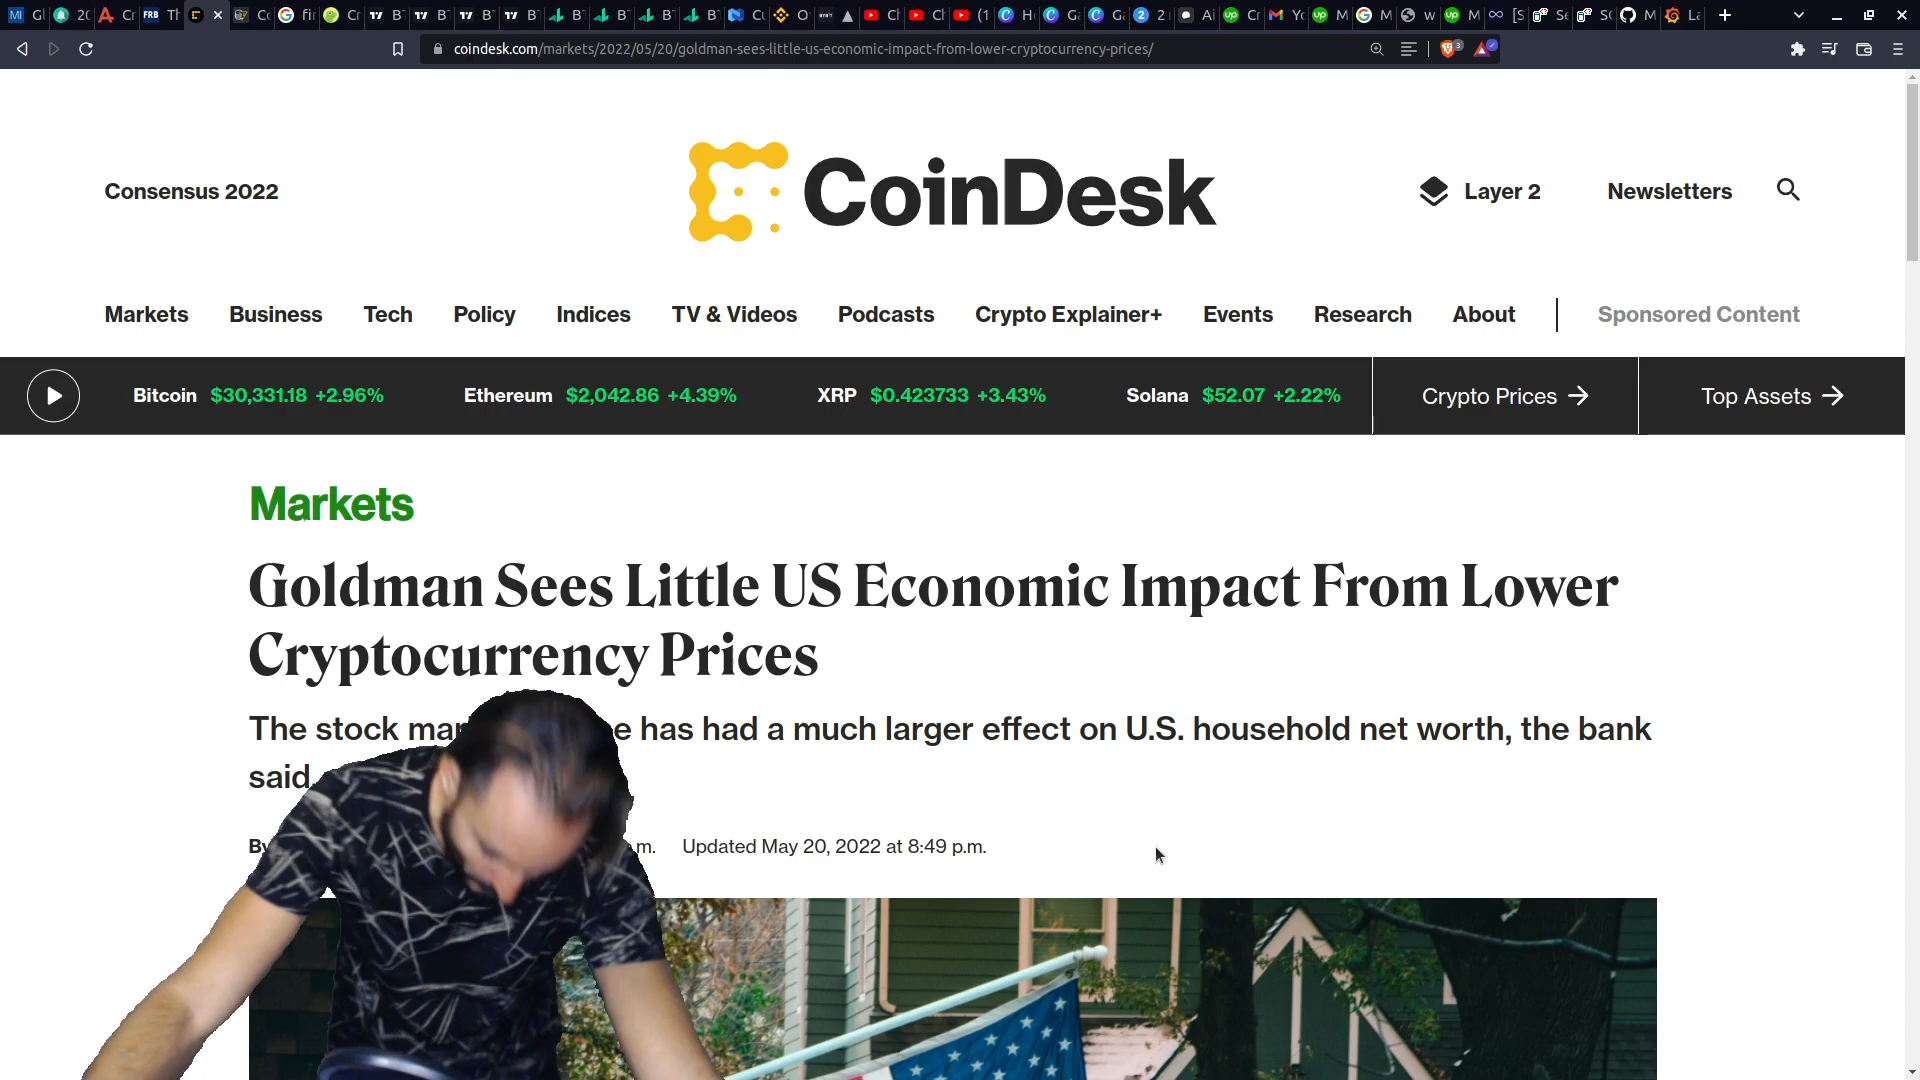 coindesk.com/markets/2022/05/20/goldman-sees-little-us-economic-impact-from-lower-cryptocurrency-prices/
Consensus 2022
CoinDesk
Layer 2
Newsletters
Markets Business Tech Policy Indices TV & Videos Podcasts Crypto Explainer+ Events Research About Sponsored Content
Bitcoin $30,331.18 +2.96% Ethereum $2,042.86 +4.39% XRP $0.423733 +3.43% Solana $52.07 +2.22% Crypto Prices → Top Assets →
Markets
Goldman Sees Little US Economic Impact From Lower
Cryptocurrency Prices
The stock has had a much larger effect on U.S. household net worth, the bank
said.
By .m. Updated May 20, 2022 at 8:49 p.m.